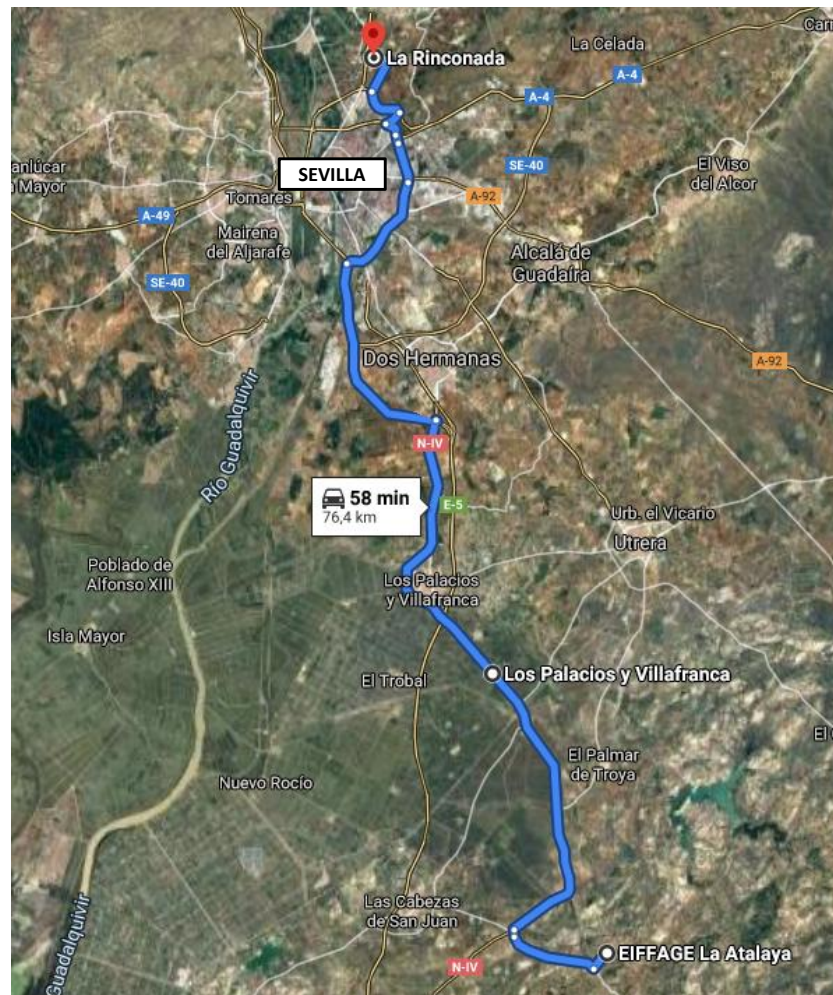 La Rinconada
La Celada
A-4
A-4
SEVILLA
SE-40
El Viso
del Alcor
Tomares
A-92
A-49
Mairena
del Aljarafe
Alcalá de
Guadaíra
SE-40
Dos Hermanas
A-92
Río Guadalquivir
N-IV
58 min
76,4 km
E-5
Urb. el Vicario
Utrera
Poblado de
Alfonso XIII
Los Palacios
y Villafranca
Isla Mayor
El Trobal
Los Palacios y Villafranca
El Palmar
de Troya
Nuevo Rocío
Las Cabezas
de San Juan
EIFFAGE La Atalaya
N-IV
Guadalquivir